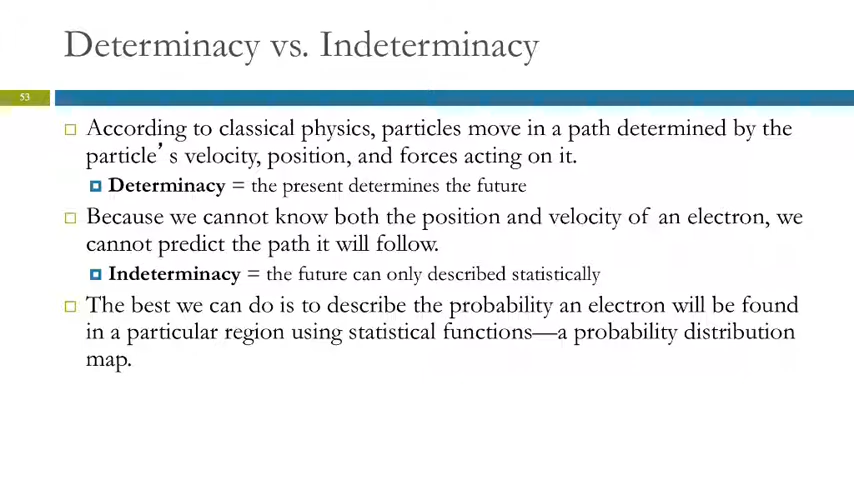 Determinacy vs. Indeterminacy
53
According to classical physics, particles move in a path determined by the
particle’s velocity, position, and forces acting on it.
Determinacy = the present determines the future
Because we cannot know both the position and velocity of an electron, we
cannot predict the path it will follow.
Indeterminacy = the future can only described statistically
The best we can do is to describe the probability an electron will be found
in a particular region using statistical functions—a probability distribution
map.